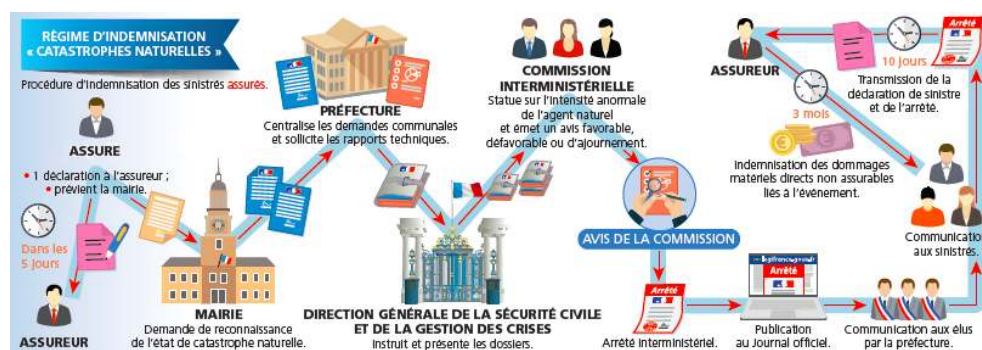 RÉGIME D'INDEMNISATION
« CATASTROPHES NATURELLES »
Procédure d'indemnisation des sinistrés assurés.
ASSURE
• 1 déclaration à l'assureur ;
• prévient la mairie.
Dans les
5 jours
ASSUREUR
MAIRIE
Demande de reconnaissance
de l'état de catastrophe naturelle.
PRÉFECTURE
Centralise les demandes communales
et sollicite les rapports techniques.
DIRECTION GÉNÉRALE DE LA SÉCURITÉ CIVILE
ET DE LA GESTION DES CRISES
Instruit et présente les dossiers.
COMMISSION
INTERMINISTÉRIELLE
Statue sur l'intensité anormale
de l'agent naturel
et émet un avis favorable,
défavorable ou d'ajournement.
AVIS DE LA COMMISSION
Arrêté
Arrêté interministériel.
Arrêté
Publication
au Journal officiel.
Communication aux élus
par la préfecture.
Communication
aux sinistrés.
Arrêté
10 jours
Transmission de la
déclaration de sinistre
et de l'arrêté.
ASSUREUR
3 mois
Indemnisation des dommages
matériels directs non assurables
liés à l'événement.